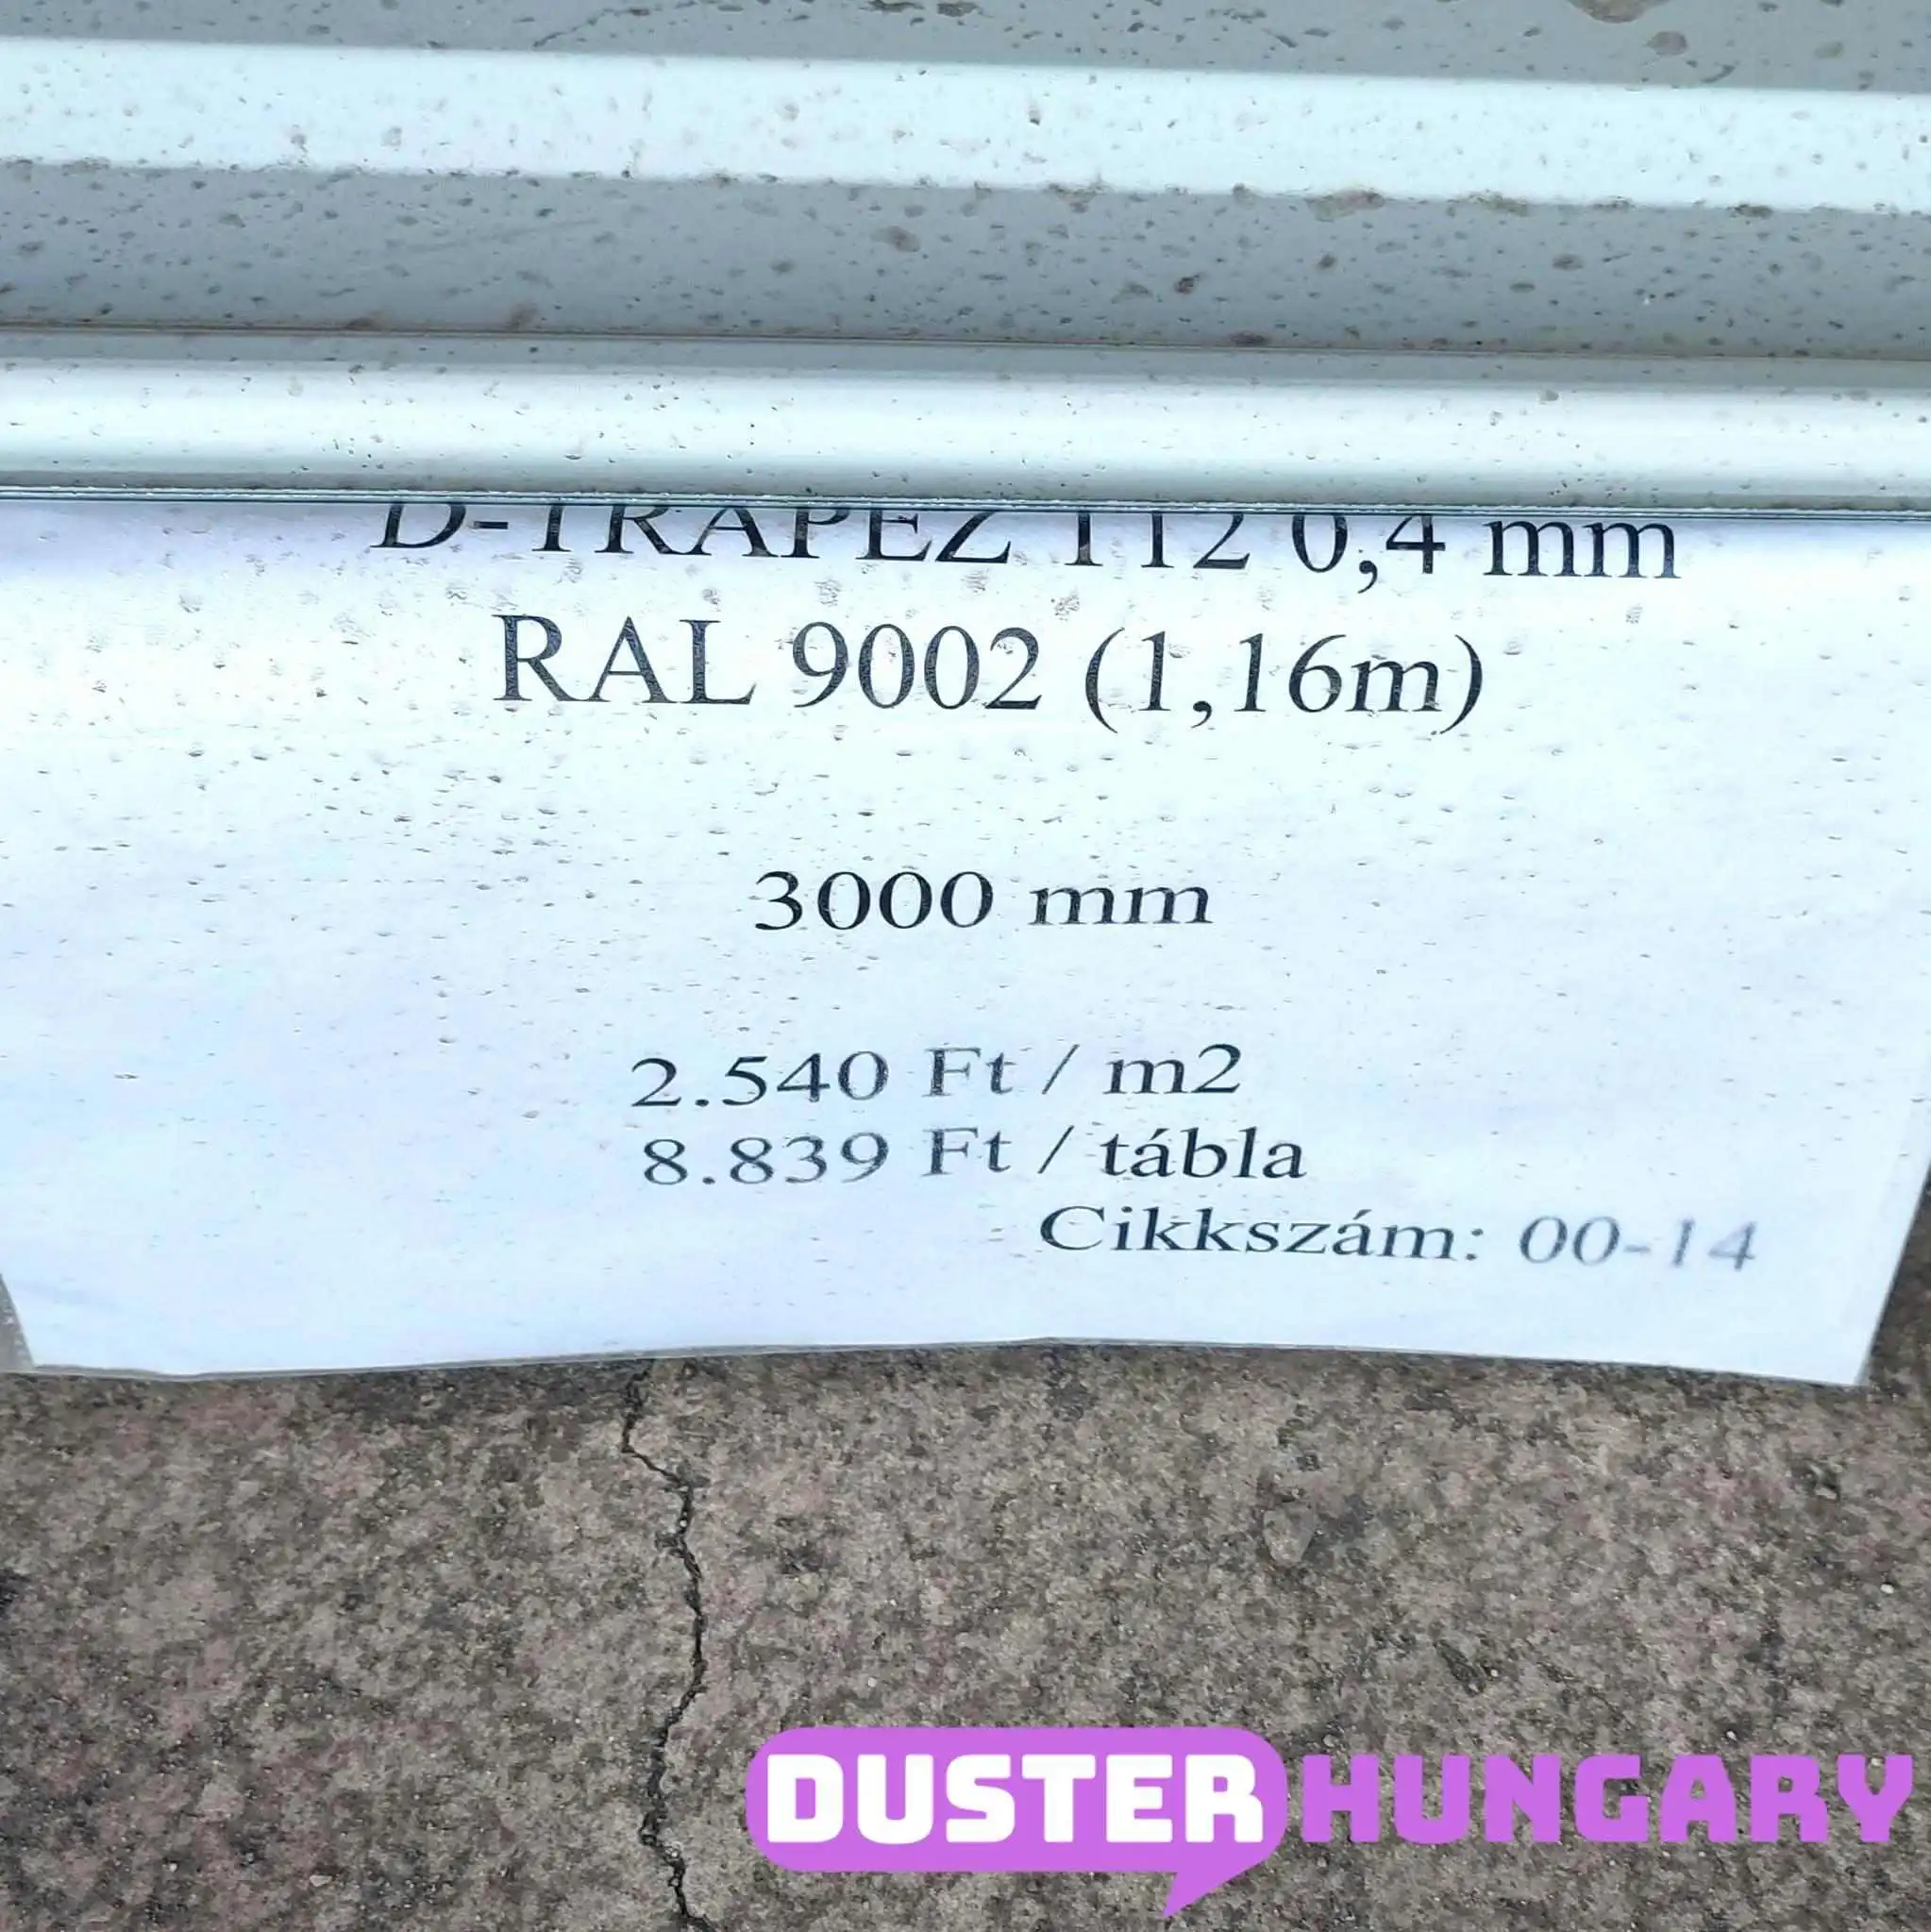 D-TRAPÉZ T12 0,4 mm
RAL 9002 (1,16m)
3000 mm
2.540 Ft / m2
8.839 Ft / tábla
Cikkszám: 00-14
DUSTER HUNGARY